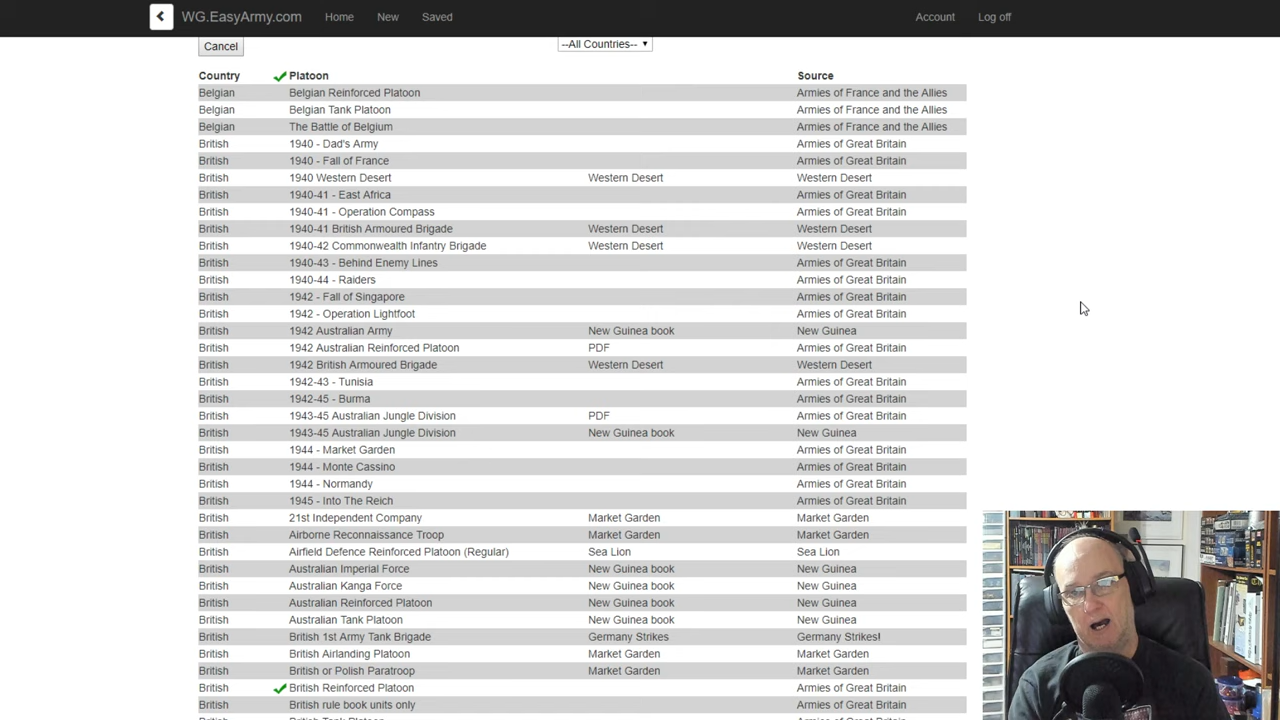 WG.EasyArmy.com Home New Saved Account Log off
Cancel --All Countries--
Country Platoon Source
Belgian Belgian Reinforced Platoon Armies of France and the Allies
Belgian Belgian Tank Platoon Armies of France and the Allies
Belgian The Battle of Belgium Armies of France and the Allies
British 1940 - Dad's Army Armies of Great Britain
British 1940 - Fall of France Armies of Great Britain
British 1940 Western Desert Western Desert Western Desert
British 1940-41 - East Africa Armies of Great Britain
British 1940-41 - Operation Compass Armies of Great Britain
British 1940-41 British Armoured Brigade Western Desert Western Desert
British 1940-42 Commonwealth Infantry Brigade Western Desert Western Desert
British 1940-43 - Behind Enemy Lines Armies of Great Britain
British 1940-44 - Raiders Armies of Great Britain
British 1942 - Fall of Singapore Armies of Great Britain
British 1942 - Operation Lightfoot Armies of Great Britain
British 1942 Australian Army New Guinea book New Guinea
British 1942 Australian Reinforced Platoon PDF Armies of Great Britain
British 1942 British Armoured Brigade Western Desert Western Desert
British 1942-43 - Tunisia Armies of Great Britain
British 1942-45 - Burma Armies of Great Britain
British 1943-45 Australian Jungle Division PDF Armies of Great Britain
British 1943-45 Australian Jungle Division New Guinea book New Guinea
British 1944 - Market Garden Armies of Great Britain
British 1944 - Monte Cassino Armies of Great Britain
British 1944 - Normandy Armies of Great Britain
British 1945 - Into The Reich Armies of Great Britain
British 21st Independent Company Market Garden Market Garden
British Airborne Reconnaissance Troop Market Garden Market Garden
British Airfield Defence Reinforced Platoon (Regular) Sea Lion Sea Lion
British Australian Imperial Force New Guinea book New Guinea
British Australian Kanga Force New Guinea book New Guinea
British Australian Reinforced Platoon New Guinea book New Guinea
British Australian Tank Platoon New Guinea book New Guinea
British British 1st Army Tank Brigade Germany Strikes Germany Strikes!
British British Airlanding Platoon Market Garden Market Garden
British British or Polish Paratroop Market Garden Market Garden
British British Reinforced Platoon Armies of Great Britain
British British rule book units only Armies of Great Britain
British British Tank Platoon